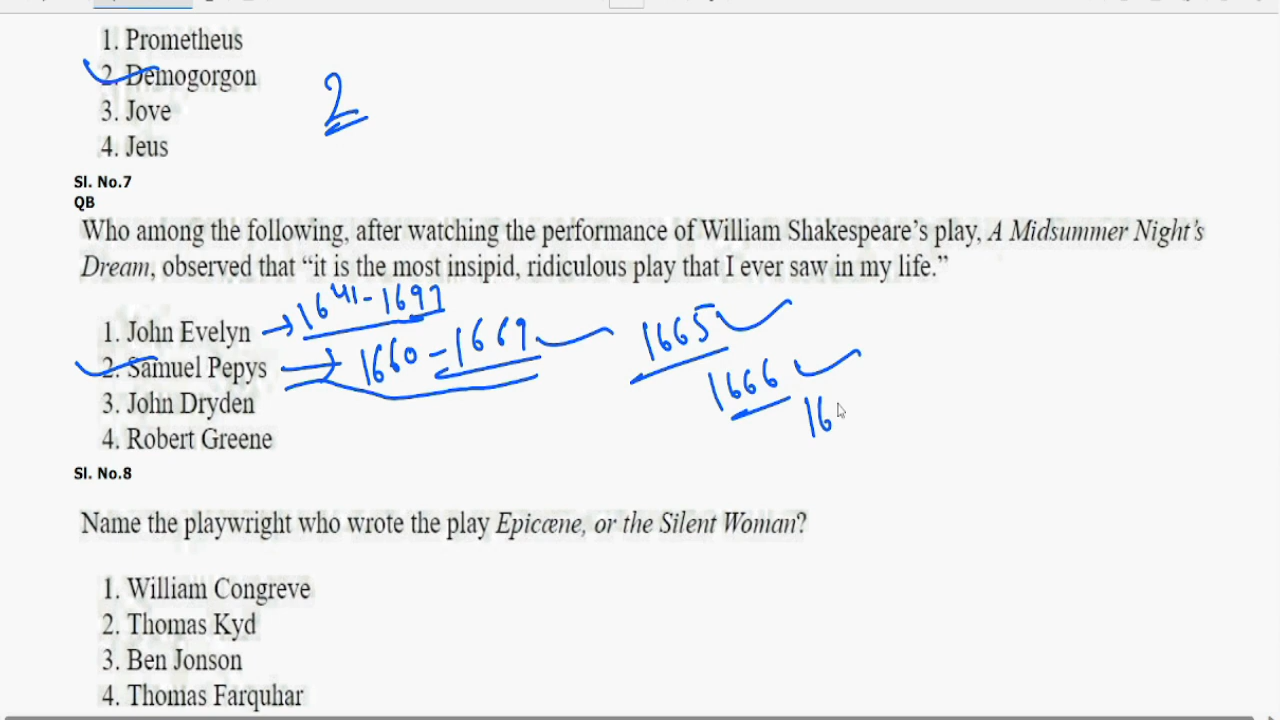 1. Prometheus
2. Demogorgon
2
3. Jove
4. Jeus
Sl. No.7
QB
Who among the following, after watching the performance of William Shakespeare's play, A Midsummer Night's
Dream, observed that “it is the most insipid, ridiculous play that I ever saw in my life.”
1. John Evelyn → 1641-1697
1665
2. Samuel Pepys → 1660-1669
1666
3. John Dryden
16
4. Robert Greene
Sl. No.8
Name the playwright who wrote the play Epicœne, or the Silent Woman?
1. William Congreve
2. Thomas Kyd
3. Ben Jonson
4. Thomas Farquhar